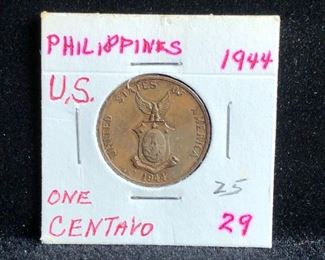 PHILIPPINES 1944
U.S.
UNITED STATES OF AMERICA
1944
25
ONE
CENTAVO 29